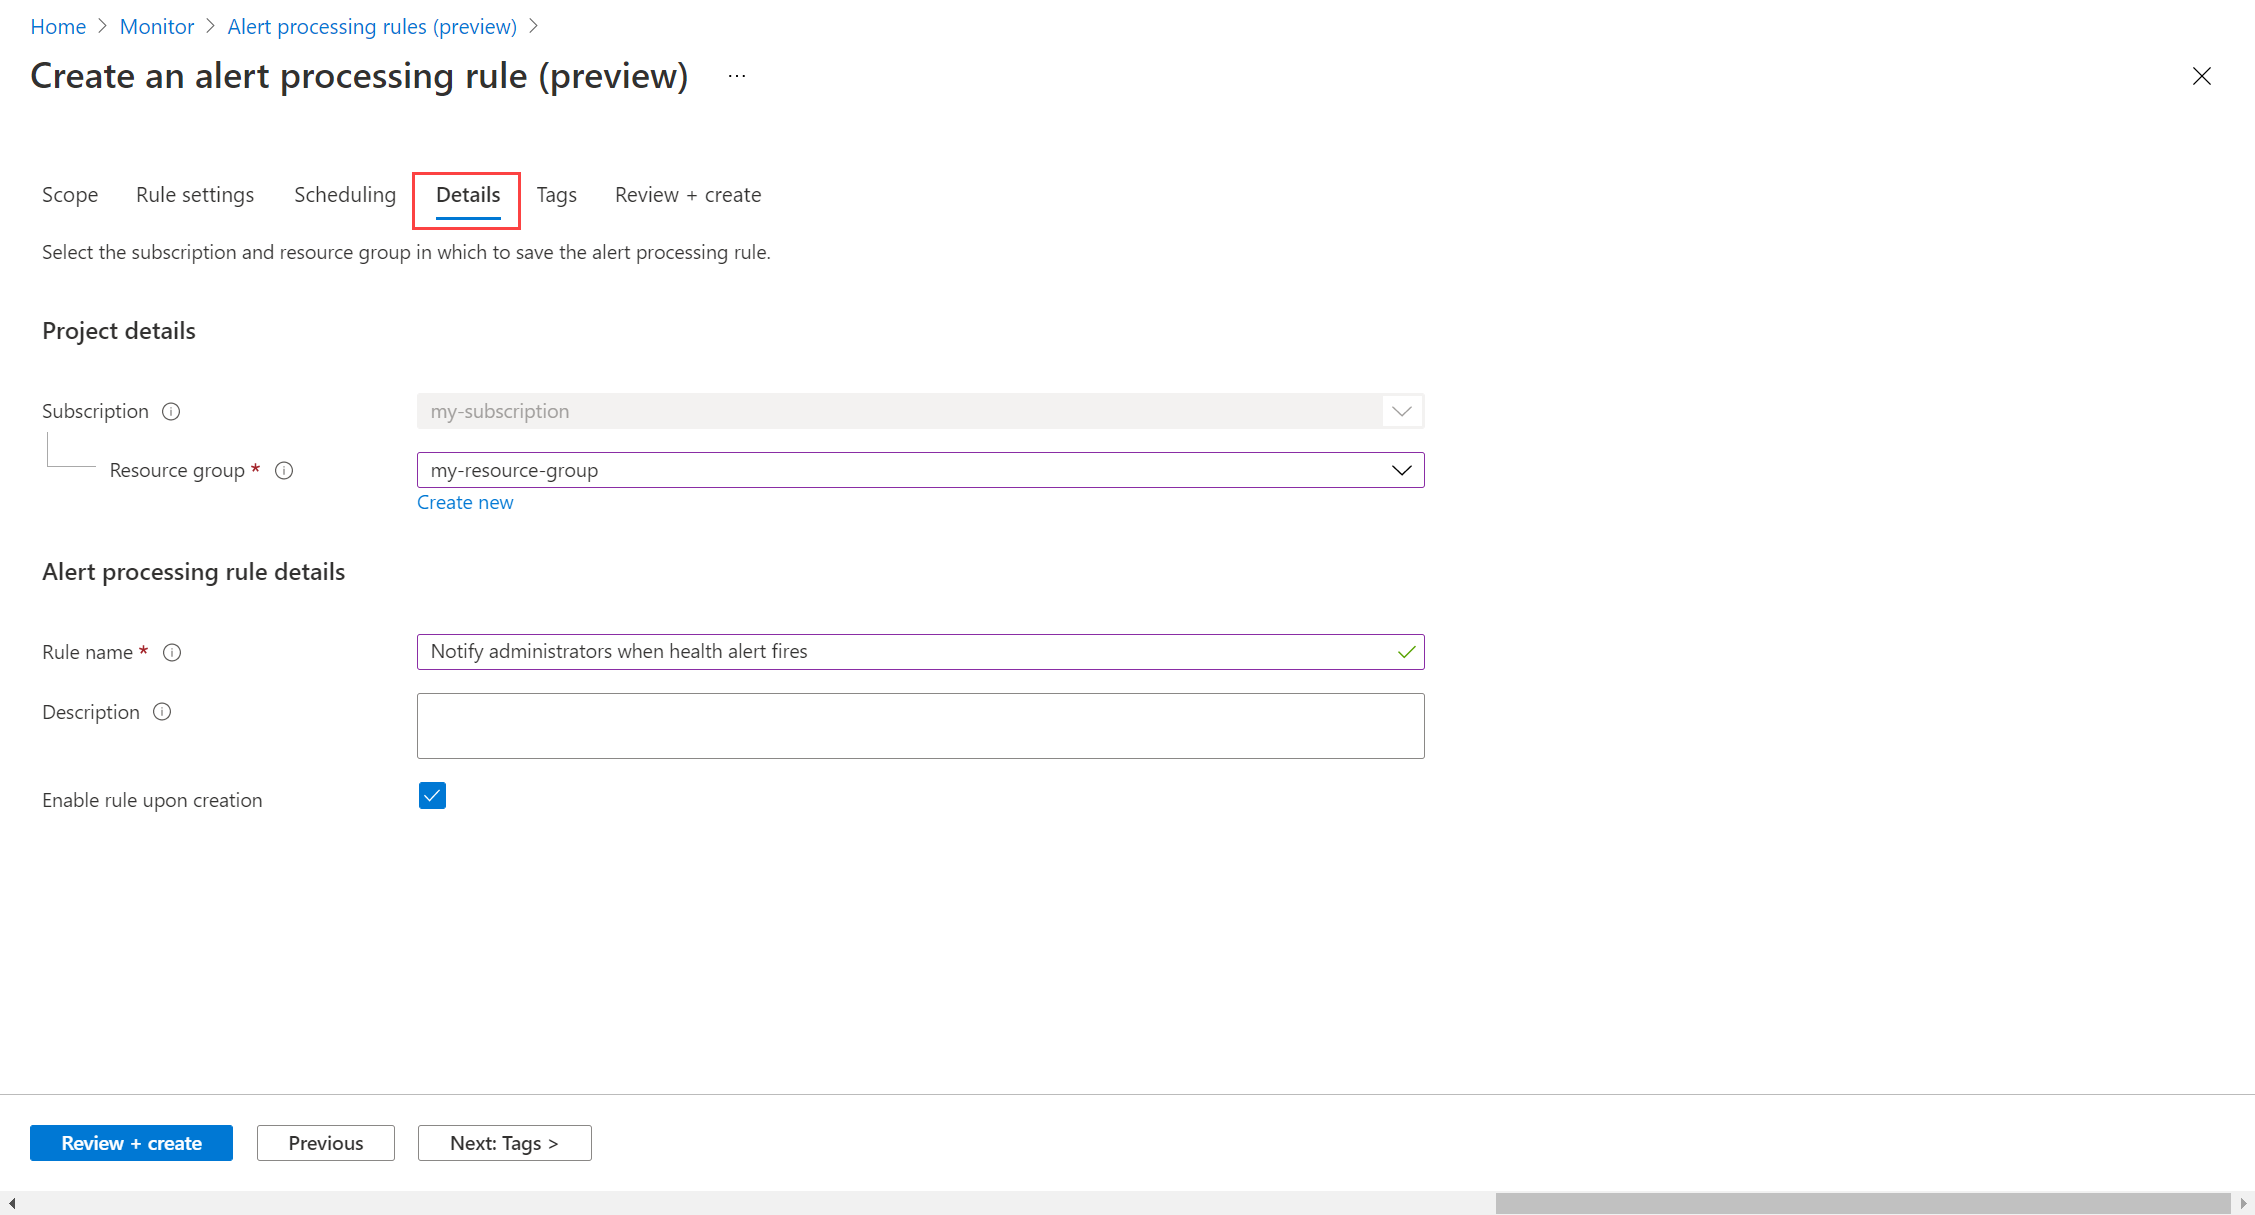 Home > Monitor > Alert processing rules (preview) >
Create an alert processing rule (preview) ...
Scope Rule settings Scheduling Details Tags Review + create
Select the subscription and resource group in which to save the alert processing rule.
Project details
Subscription my-subscription
Resource group * my-resource-group
Create new
Alert processing rule details
Rule name * Notify administrators when health alert fires
Description
Enable rule upon creation
Review + create Previous Next: Tags >